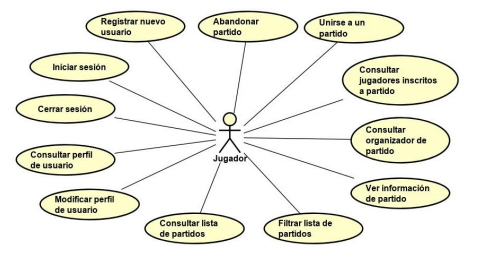 Registrar nuevo
usuario
Abandonar
partido
Unirse a un
partido
Iniciar sesión
Consultar
jugadores inscritos
a partido
Cerrar sesión
Consultar
organizador de
partido
Jugador
Consultar perfil
de usuario
Ver información
de partido
Modificar perfil
de usuario
Consultar lista
de partidos
Filtrar lista de
partidos